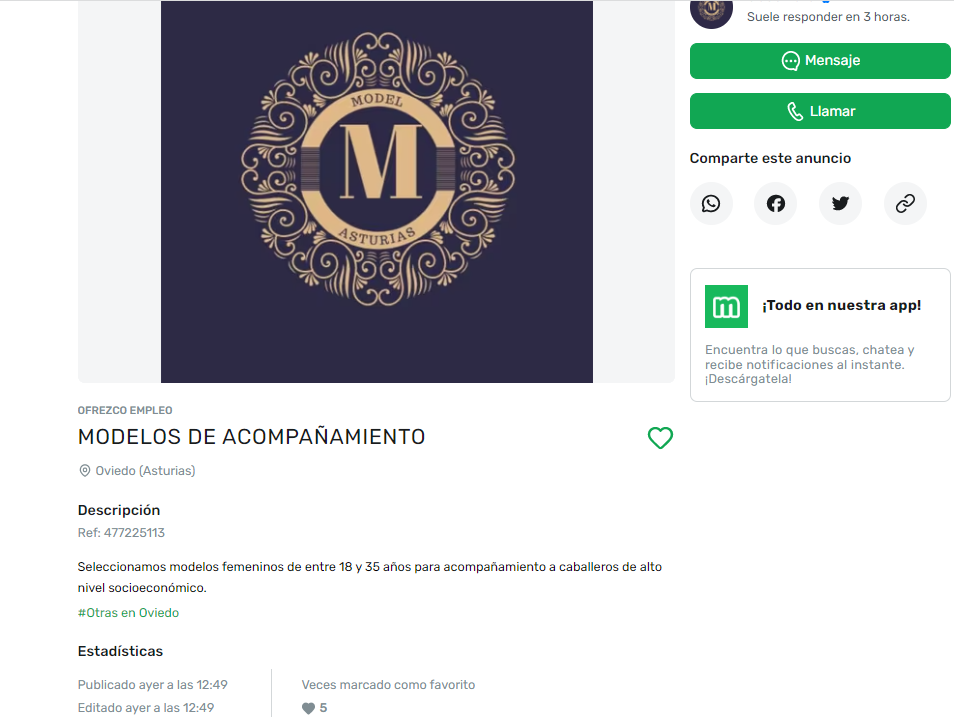 MODEL
M
ASTURIAS
Suele responder en 3 horas.
Mensaje
Llamar
Comparte este anuncio
¡Todo en nuestra app!
Encuentra lo que buscas, chatea y
recibe notificaciones al instante.
¡Descárgatela!
OFREZCO EMPLEO
MODELOS DE ACOMPAÑAMIENTO
Oviedo (Asturias)
Descripción
Ref: 477225113
Seleccionamos modelos femeninos de entre 18 y 35 años para acompañamiento a caballeros de alto
nivel socioeconómico.
#Otras en Oviedo
Estadísticas
Publicado ayer a las 12:49
Editado ayer a las 12:49
Veces marcado como favorito
5